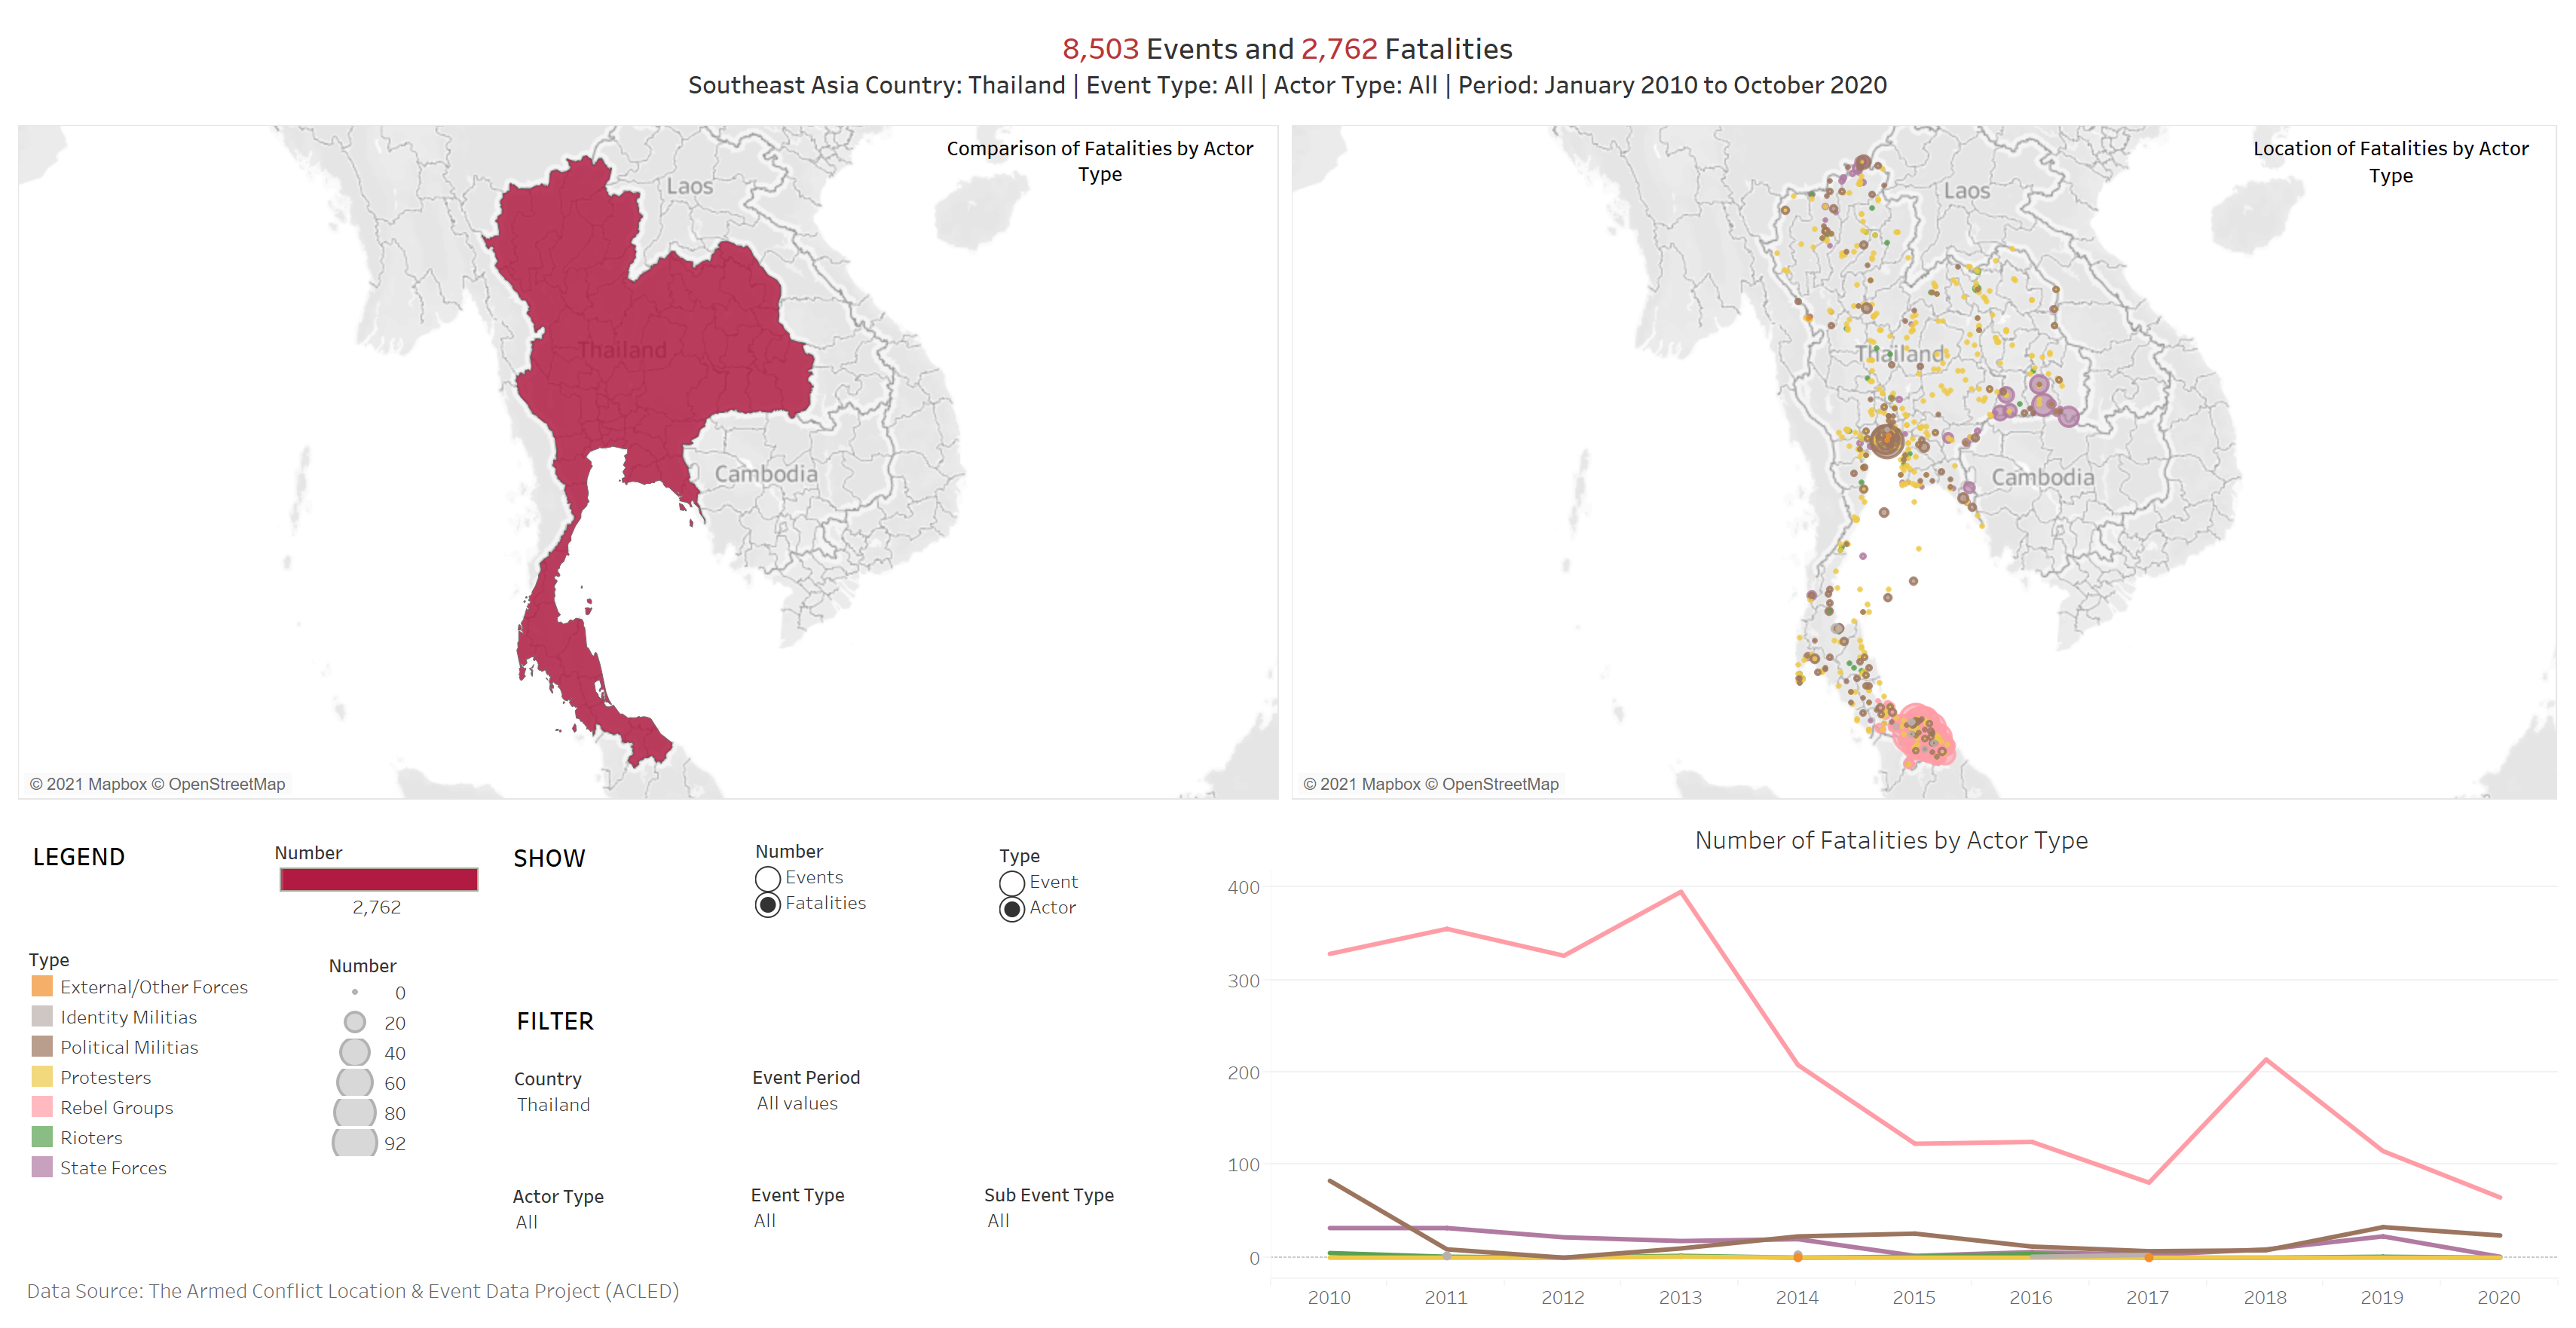 8,503 Events and 2,762 Fatalities
Southeast Asia Country: Thailand | Event Type: All | Actor Type: All | Period: January 2010 to October 2020
Comparison of Fatalities by Actor
Type
Laos
Thailand
Cambodia
© 2021 Mapbox © OpenStreetMap
Location of Fatalities by Actor
Type
Laos
Thailand
Cambodia
© 2021 Mapbox © OpenStreetMap
LEGEND
Number
2,762
Type
External/Other Forces
Identity Militias
Political Militias
Protesters
Rebel Groups
Rioters
State Forces
Number
0
20
40
60
80
92
SHOW
Number
Events
Fatalities
Type
Event
Actor
FILTER
Country
Thailand
Event Period
All values
Actor Type
All
Event Type
All
Sub Event Type
All
Number of Fatalities by Actor Type
400
300
200
100
0
2010 2011 2012 2013 2014 2015 2016 2017 2018 2019 2020
Data Source: The Armed Conflict Location & Event Data Project (ACLED)